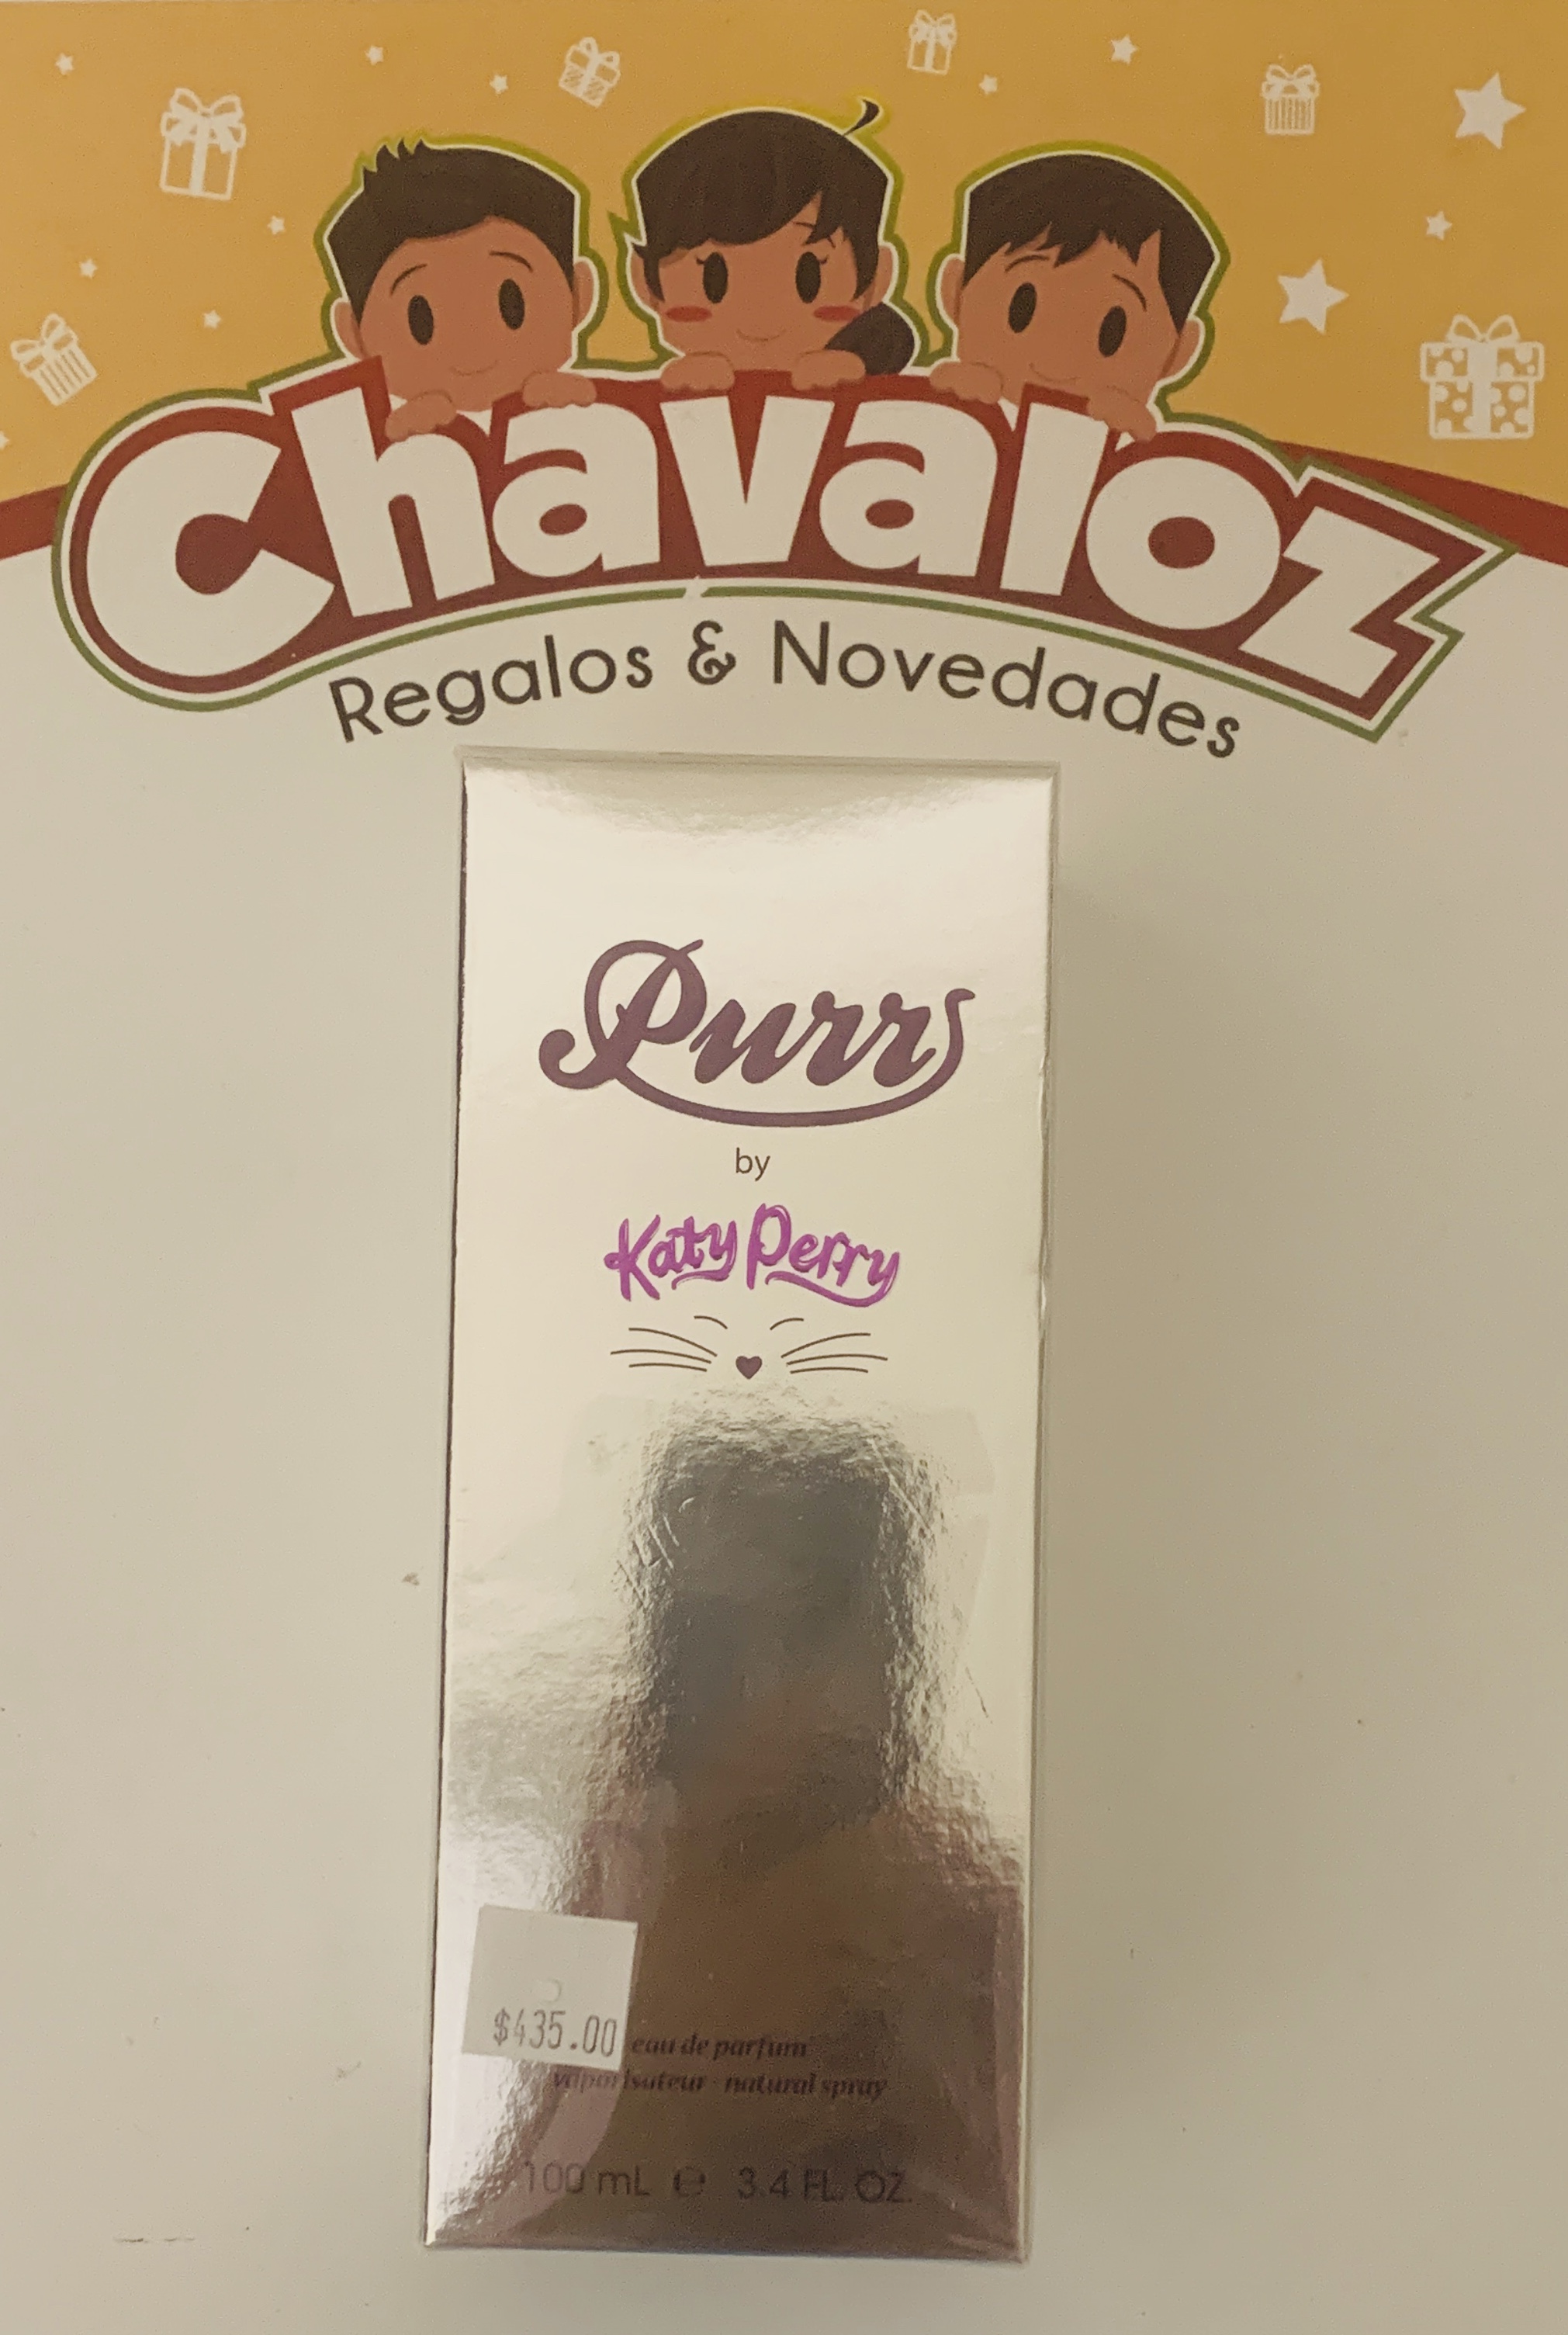 Chavaloz
Regalos & Novedades
Purr
by
Katy Perry
$435.00
eau de parfum
vaporisateur · natural spray
100 mL ℮ 3.4 FL. OZ.